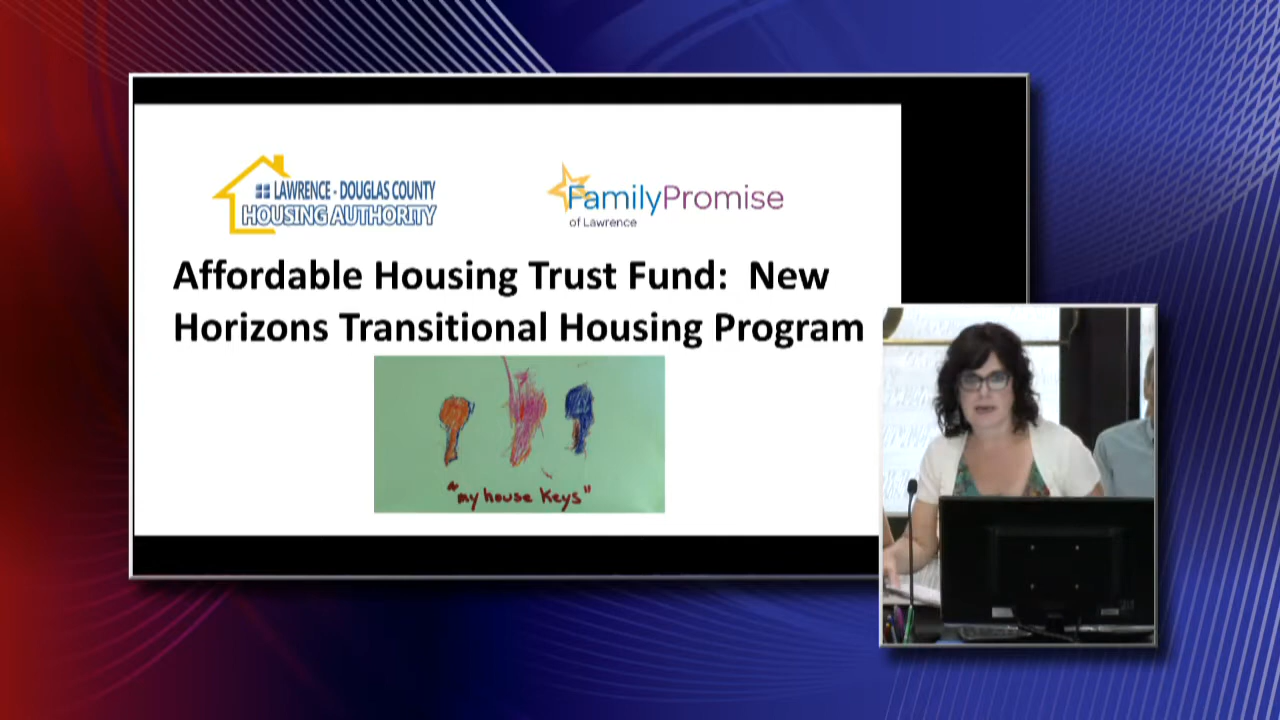 LAWRENCE - DOUGLAS COUNTY
HOUSING AUTHORITY
FamilyPromise
of Lawrence
Affordable Housing Trust Fund: New
Horizons Transitional Housing Program
"my house keys"